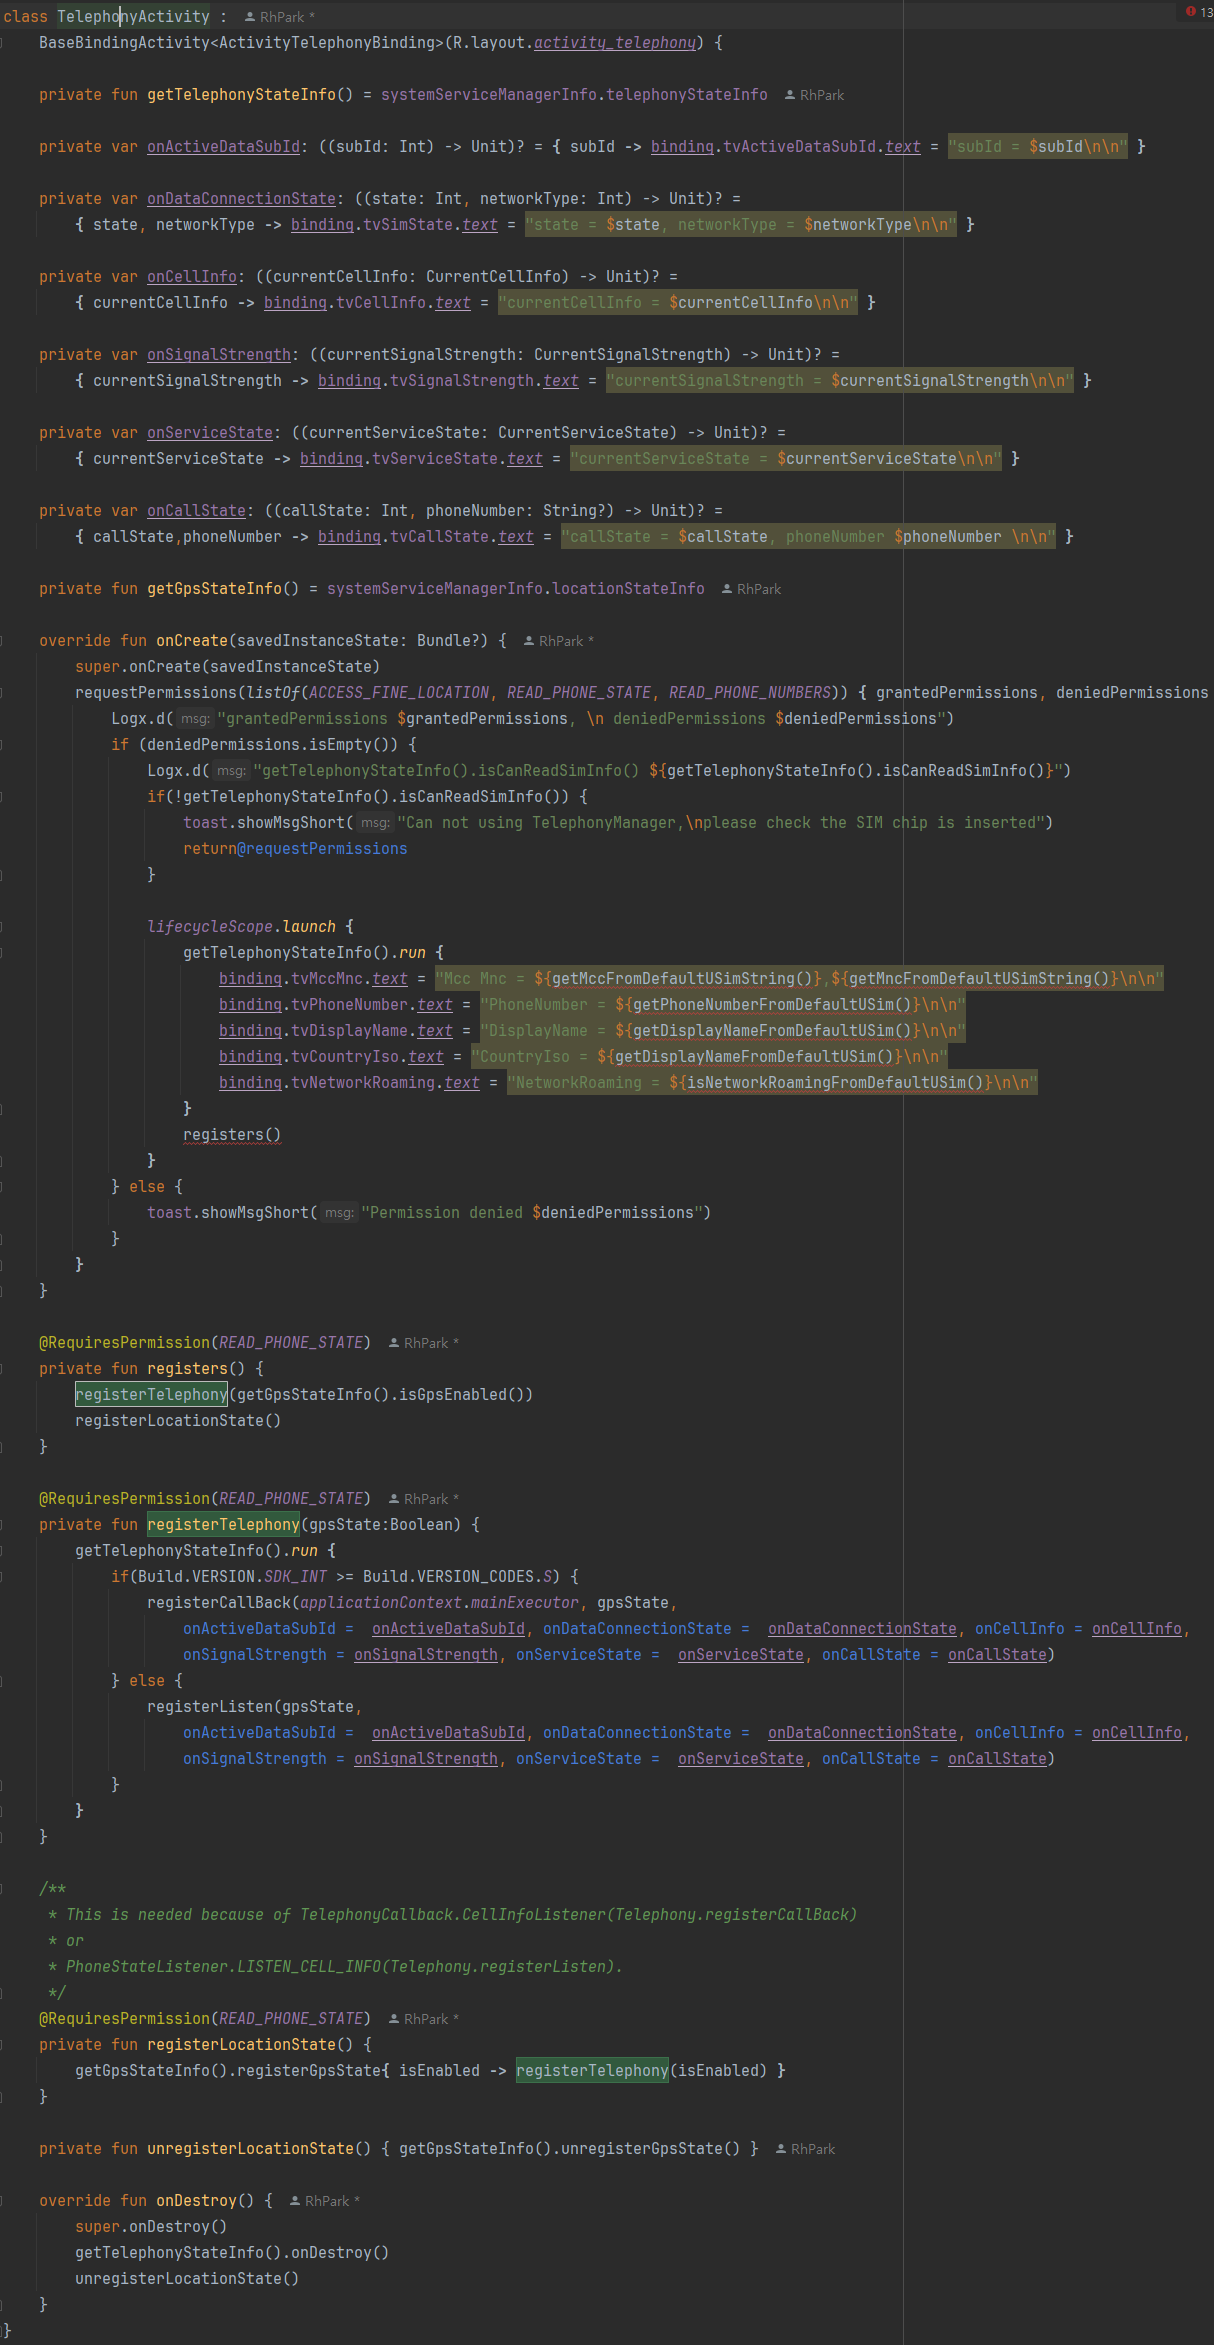 class TelephonyActivity : RhPark * 13
BaseBindingActivity<ActivityTelephonyBinding>(R.layout.activity_telephony) {
private fun getTelephonyStateInfo() = systemServiceManagerInfo.telephonyStateInfo RhPark
private var onActiveDataSubId: ((subId: Int) -> Unit)? = { subId -> binding.tvActiveDataSubId.text = "subId = $subId\n\n" }
private var onDataConnectionState: ((state: Int, networkType: Int) -> Unit)? =
{ state, networkType -> binding.tvSimState.text = "state = $state, networkType = $networkType\n\n" }
private var onCellInfo: ((currentCellInfo: CurrentCellInfo) -> Unit)? =
{ currentCellInfo -> binding.tvCellInfo.text = "currentCellInfo = $currentCellInfo\n\n" }
private var onSignalStrength: ((currentSignalStrength: CurrentSignalStrength) -> Unit)? =
{ currentSignalStrength -> binding.tvSignalStrength.text = "currentSignalStrength = $currentSignalStrength\n\n" }
private var onServiceState: ((currentServiceState: CurrentServiceState) -> Unit)? =
{ currentServiceState -> binding.tvServiceState.text = "currentServiceState = $currentServiceState\n\n" }
private var onCallState: ((callState: Int, phoneNumber: String?) -> Unit)? =
{ callState,phoneNumber -> binding.tvCallState.text = "callState = $callState, phoneNumber $phoneNumber \n\n" }
private fun getGpsStateInfo() = systemServiceManagerInfo.locationStateInfo RhPark
override fun onCreate(savedInstanceState: Bundle?) { RhPark *
super.onCreate(savedInstanceState)
requestPermissions(listOf(ACCESS_FINE_LOCATION, READ_PHONE_STATE, READ_PHONE_NUMBERS)) { grantedPermissions, deniedPermissions
Logx.d( msg: "grantedPermissions $grantedPermissions, \n deniedPermissions $deniedPermissions")
if (deniedPermissions.isEmpty()) {
Logx.d( msg: "getTelephonyStateInfo().isCanReadSimInfo() ${getTelephonyStateInfo().isCanReadSimInfo()}")
if(!getTelephonyStateInfo().isCanReadSimInfo()) {
toast.showMsgShort( msg: "Can not using TelephonyManager,\nplease check the SIM chip is inserted")
return@requestPermissions
}
lifecycleScope.launch {
getTelephonyStateInfo().run {
binding.tvMccMnc.text = "Mcc Mnc = ${getMccFromDefaultUSimString()},${getMncFromDefaultUSimString()}\n\n"
binding.tvPhoneNumber.text = "PhoneNumber = ${getPhoneNumberFromDefaultUSim()}\n\n"
binding.tvDisplayName.text = "DisplayName = ${getDisplayNameFromDefaultUSim()}\n\n"
binding.tvCountryIso.text = "CountryIso = ${getDisplayNameFromDefaultUSim()}\n\n"
binding.tvNetworkRoaming.text = "NetworkRoaming = ${isNetworkRoamingFromDefaultUSim()}\n\n"
}
registers()
}
} else {
toast.showMsgShort( msg: "Permission denied $deniedPermissions")
}
}
}
@RequiresPermission(READ_PHONE_STATE) RhPark *
private fun registers() {
registerTelephony(getGpsStateInfo().isGpsEnabled())
registerLocationState()
}
@RequiresPermission(READ_PHONE_STATE) RhPark *
private fun registerTelephony(gpsState:Boolean) {
getTelephonyStateInfo().run {
if(Build.VERSION.SDK_INT >= Build.VERSION_CODES.S) {
registerCallBack(applicationContext.mainExecutor, gpsState,
onActiveDataSubId =  onActiveDataSubId, onDataConnectionState =  onDataConnectionState, onCellInfo = onCellInfo,
onSignalStrength = onSignalStrength, onServiceState =  onServiceState, onCallState = onCallState)
} else {
registerListen(gpsState,
onActiveDataSubId =  onActiveDataSubId, onDataConnectionState =  onDataConnectionState, onCellInfo = onCellInfo,
onSignalStrength = onSignalStrength, onServiceState =  onServiceState, onCallState = onCallState)
}
}
}
/**
* This is needed because of TelephonyCallback.CellInfoListener(Telephony.registerCallBack)
* or
* PhoneStateListener.LISTEN_CELL_INFO(Telephony.registerListen).
*/
@RequiresPermission(READ_PHONE_STATE) RhPark *
private fun registerLocationState() {
getGpsStateInfo().registerGpsState{ isEnabled -> registerTelephony(isEnabled) }
}
private fun unregisterLocationState() { getGpsStateInfo().unregisterGpsState() } RhPark
override fun onDestroy() { RhPark *
super.onDestroy()
getTelephonyStateInfo().onDestroy()
unregisterLocationState()
}
}